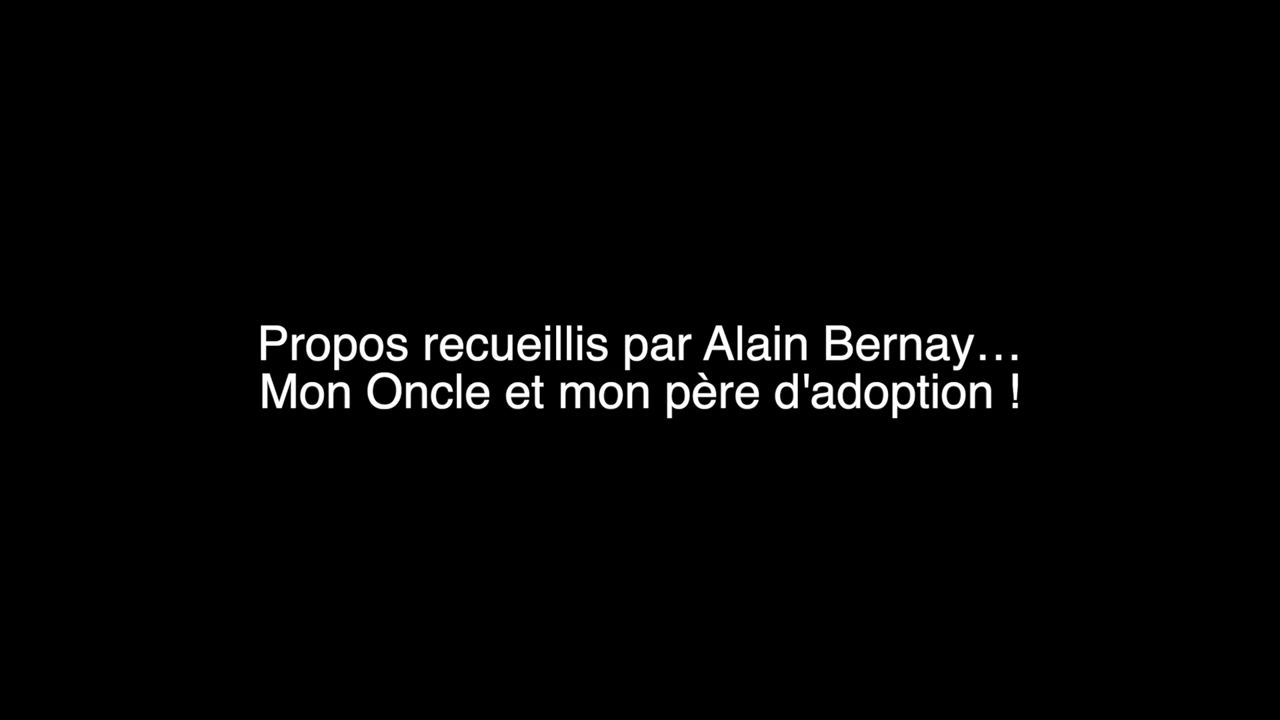 Propos recueillis par Alain Bernay…
Mon Oncle et mon père d'adoption !